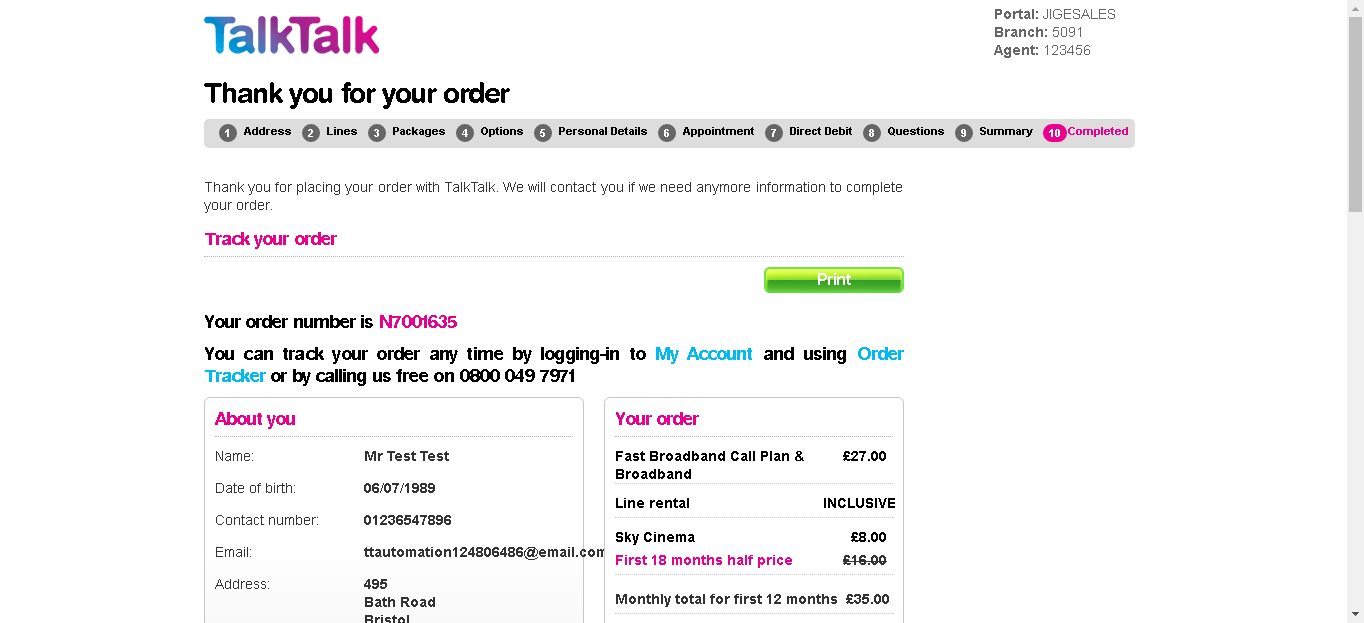 TalkTalk
Portal: JIGESALES
Branch: 5091
Agent: 123456
Thank you for your order
1 Address 2 Lines 3 Packages 4 Options 5 Personal Details 6 Appointment 7 Direct Debit 8 Questions 9 Summary 10 Completed
Thank you for placing your order with TalkTalk. We will contact you if we need anymore information to complete
your order.
Track your order
Print
Your order number is N7001635
You can track your order any time by logging-in to My Account and using Order
Tracker or by calling us free on 0800 049 7971
About you
Name: Mr Test Test
Date of birth: 06/07/1989
Contact number: 01236547896
Email: ttautomation124806486@email.com
Address: 495
Bath Road
Bristol
Your order
Fast Broadband Call Plan & £27.00
Broadband
Line rental INCLUSIVE
Sky Cinema £8.00
First 18 months half price £16.00
Monthly total for first 12 months £35.00